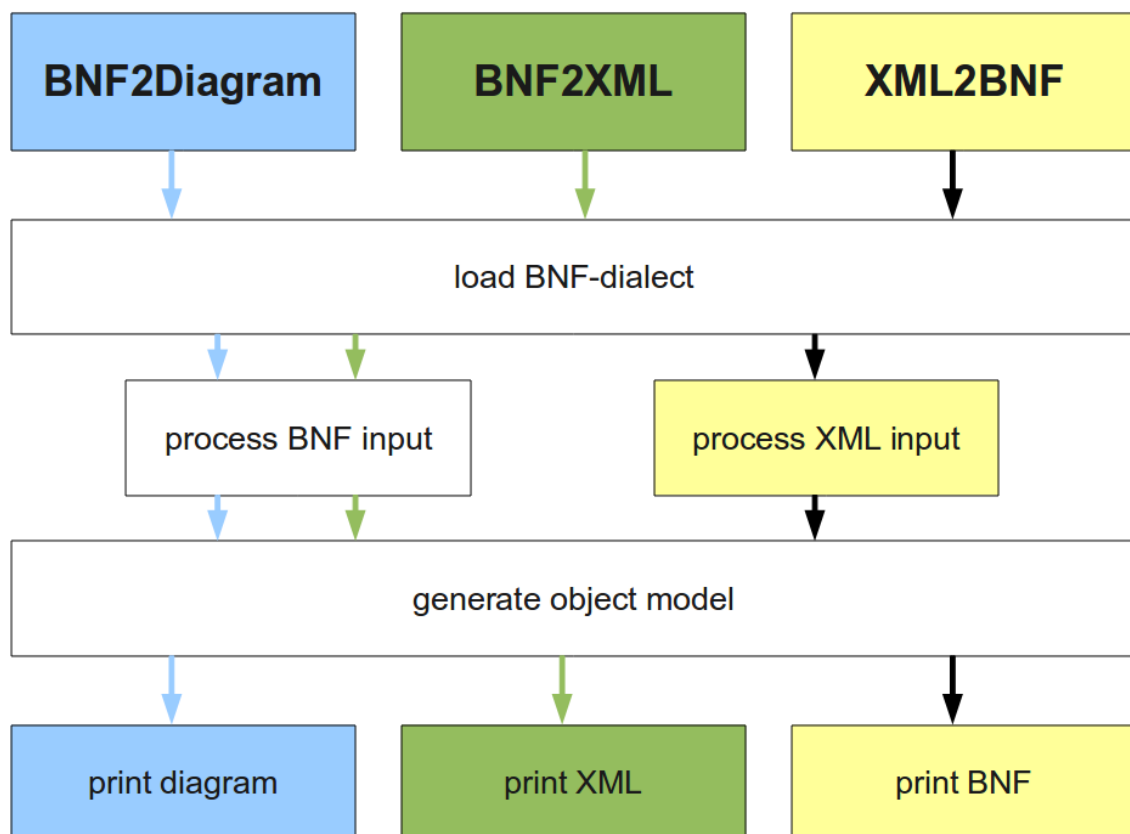 BNF2Diagram
BNF2XML
XML2BNF
load BNF-dialect
process BNF input
process XML input
generate object model
print diagram
print XML
print BNF